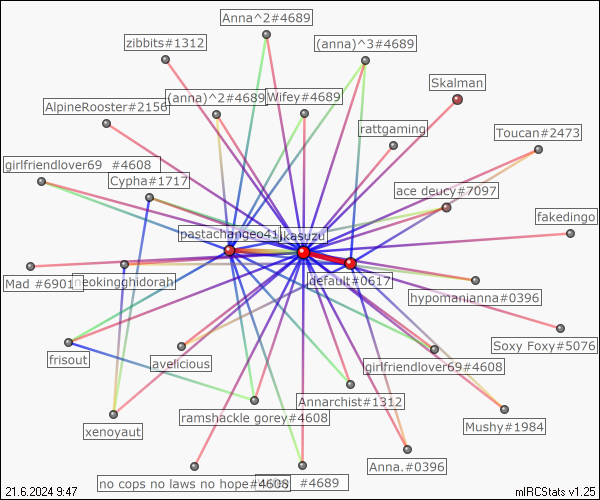 Anna^2#4689
zibbits#1312
(anna)^3#4689
Skalman
(anna)^2#4689
Wifey#4689
AlpineRooster#2156
rattgaming
Toucan#2473
girlfriendlover69 #4608
Cypha#1717
ace deucy#7097
fakedingo
pastachangeo41
jkasuzu
Mad #6901
neokingghidorah
default#0617
hypomanianna#0396
frisout
avelicious
girlfriendlover69#4608
Soxy Foxy#5076
Annarchist#1312
ramshackle gorey#4608
Mushy#1984
xenoyaut
Anna.#0396
no cops no laws no hope#4608
#4689
21.6.2024 9:47
mIRCStats v1.25